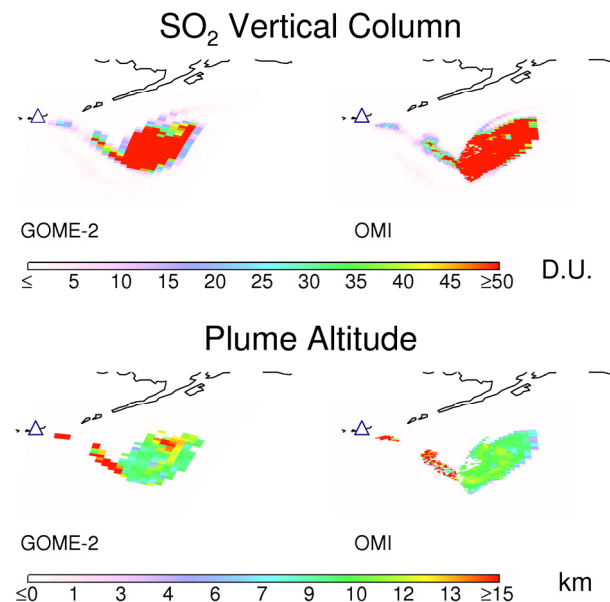 SO₂ Vertical Column
GOME-2 OMI
≤ 5 10 15 20 25 30 35 40 45 ≥50 D.U.
Plume Altitude
GOME-2 OMI
≤0 1 3 4 6 7 9 10 12 13 ≥15 km